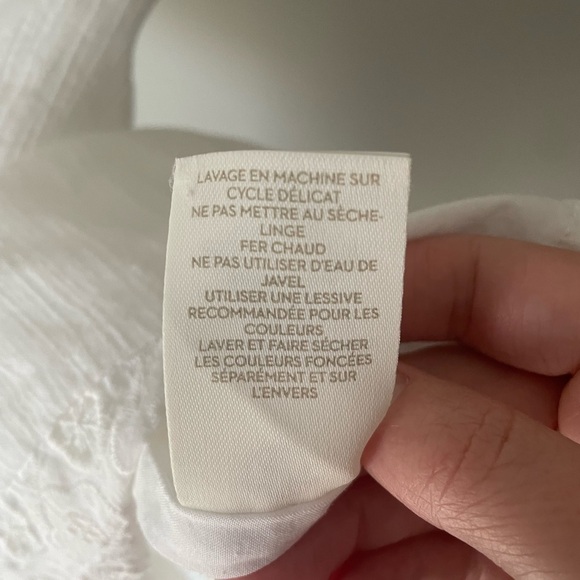 LAVAGE EN MACHINE SUR
CYCLE DÉLICAT
NE PAS METTRE AU SÈCHE-
LINGE
FER CHAUD
NE PAS UTILISER D'EAU DE
JAVEL
UTILISER UNE LESSIVE
RECOMMANDÉE POUR LES
COULEURS
LAVER ET FAIRE SÉCHER
LES COULEURS FONCÉES
SÉPARÉMENT ET SUR
L'ENVERS